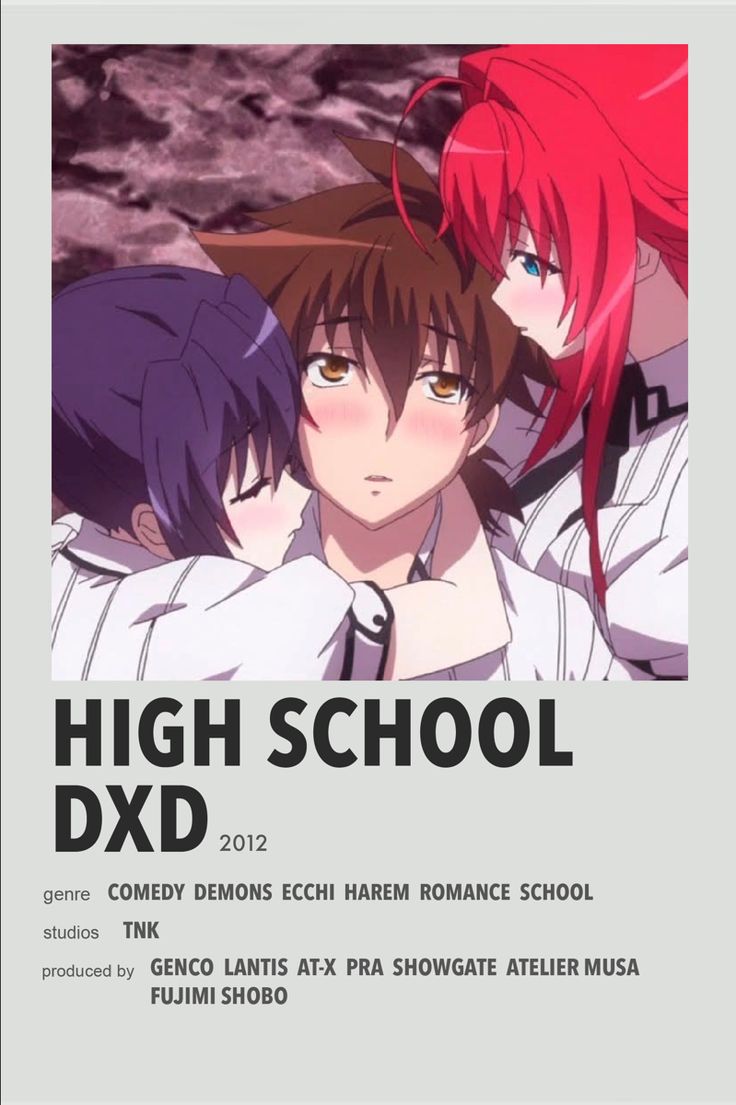 HIGH SCHOOL
DXD 2012
genre COMEDY DEMONS ECCHI HAREM ROMANCE SCHOOL
studios TNK
produced by GENCO LANTIS AT-X PRA SHOWGATE ATELIER MUSA
FUJIMI SHOBO